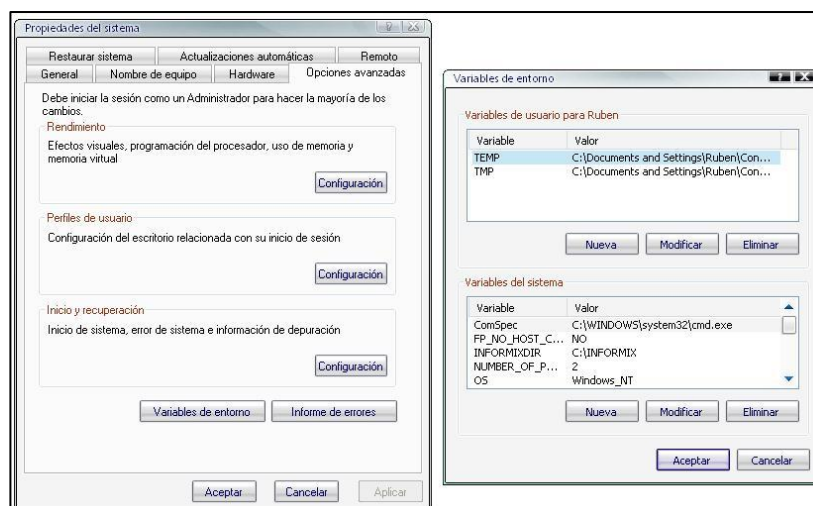 Propiedades del sistema
Restaurar sistema Actualizaciones automáticas Remoto
General Nombre de equipo Hardware Opciones avanzadas
Debe iniciar la sesión como un Administrador para hacer la mayoría de los
cambios.
Rendimiento
Efectos visuales, programación del procesador, uso de memoria y
memoria virtual
Configuración
Perfiles de usuario
Configuración del escritorio relacionada con su inicio de sesión
Configuración
Inicio y recuperación
Inicio de sistema, error de sistema e información de depuración
Configuración
Variables de entorno Informe de errores
Aceptar Cancelar Aplicar
Variables de entorno
Variables de usuario para Ruben
Variable Valor
TEMP C:\Documents and Settings\Ruben\Con...
TMP C:\Documents and Settings\Ruben\Con...
Nueva Modificar Eliminar
Variables del sistema
Variable Valor
ComSpec C:\WINDOWS\system32\cmd.exe
FP_NO_HOST_C... NO
INFORMIXDIR C:\INFORMIX
NUMBER_OF_P... 2
OS Windows_NT
Nueva Modificar Eliminar
Aceptar Cancelar